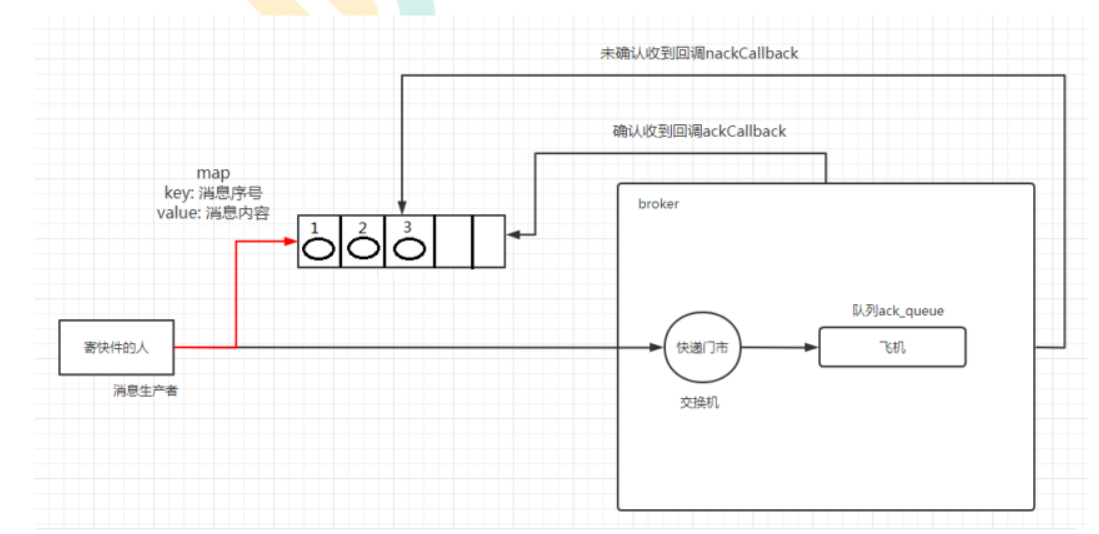 未确认收到回调nackCallback
确认收到回调ackCallback
map
key: 消息序号
value: 消息内容
1 2 3
broker
队列ack_queue
寄快件的人
快递门市
飞机
消息生产者
交换机